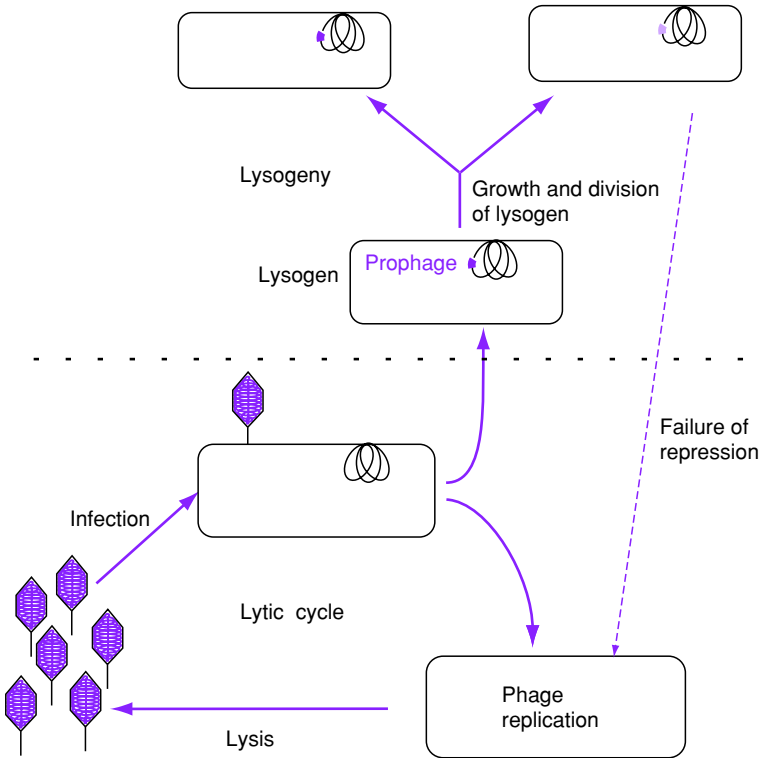 Lysogeny
Growth and division
of lysogen
Lysogen
Prophage
Failure of
repression
Infection
Lytic cycle
Phage
replication
Lysis